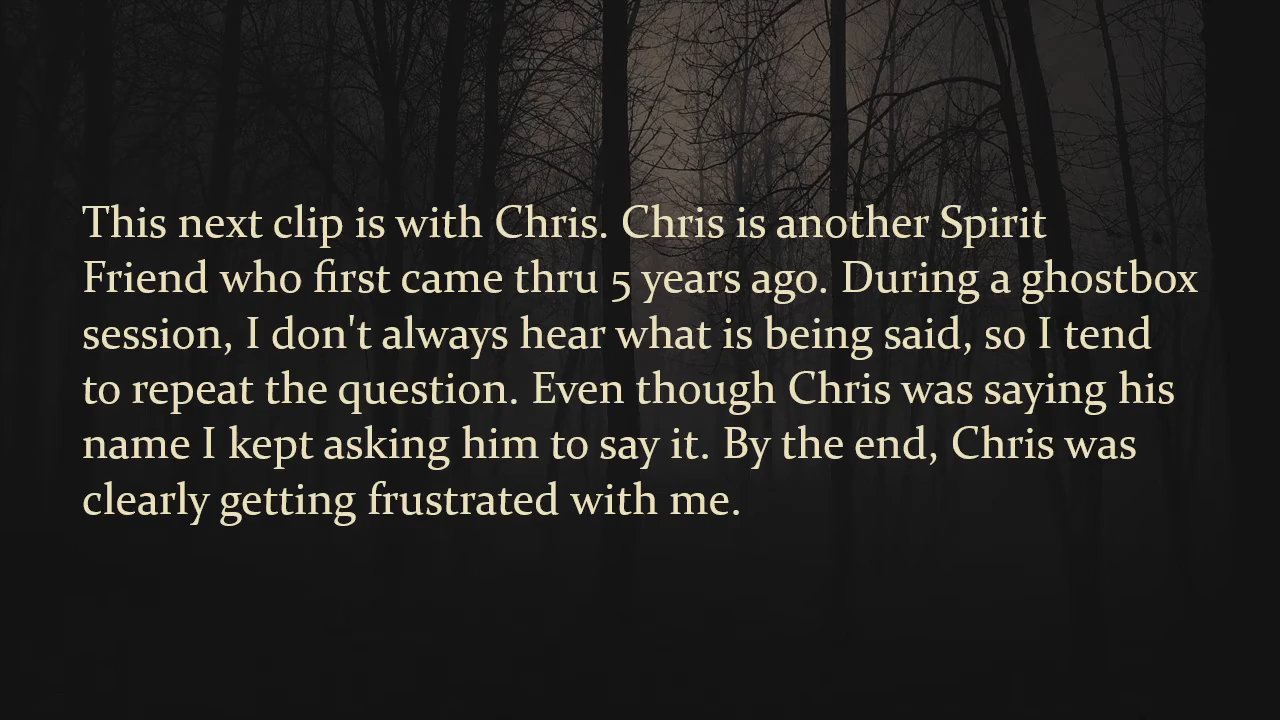 This next clip is with Chris. Chris is another Spirit
Friend who first came thru 5 years ago. During a ghostbox
session, I don't always hear what is being said, so I tend
to repeat the question. Even though Chris was saying his
name I kept asking him to say it. By the end, Chris was
clearly getting frustrated with me.